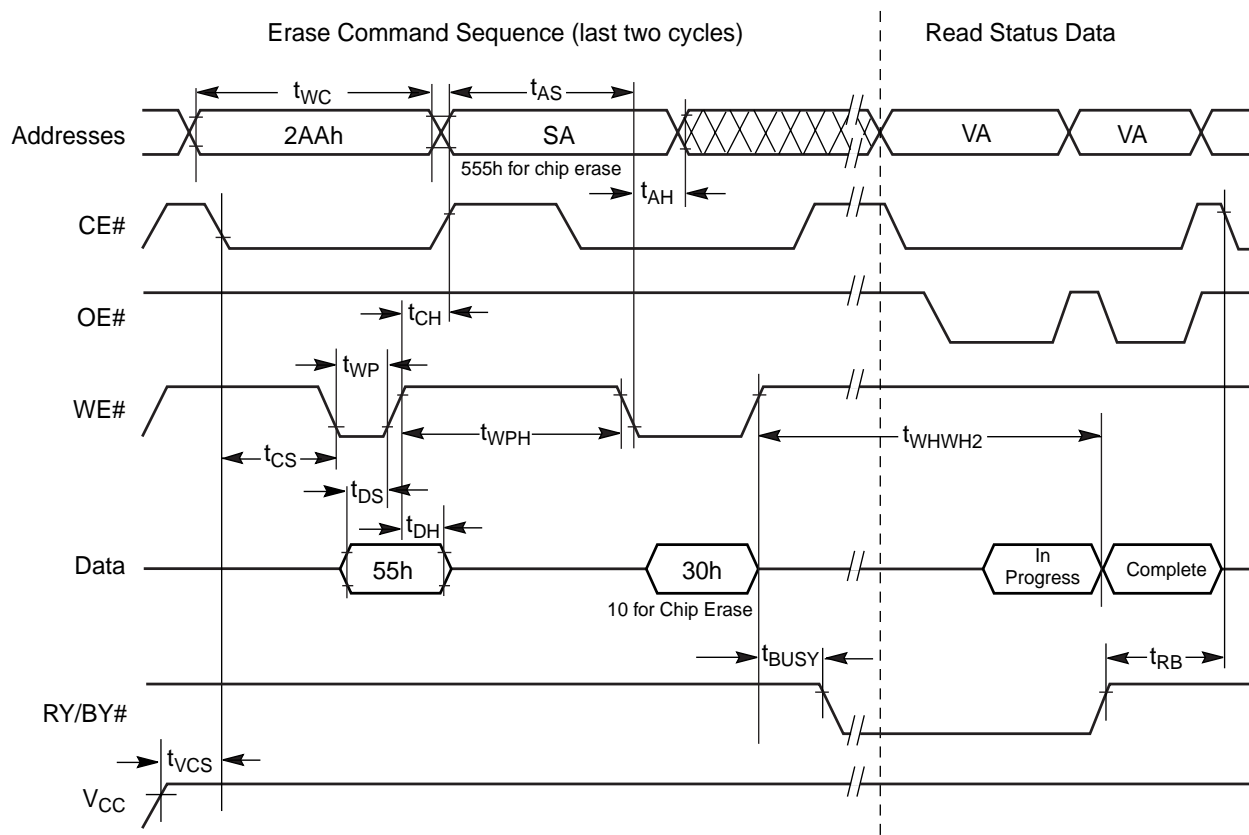 Erase Command Sequence (last two cycles)
Read Status Data
tWC
tAS
Addresses
2AAh
SA
VA
VA
555h for chip erase
tAH
CE#
OE#
tCH
tWP
WE#
tWPH
tWHWH2
tCS
tDS
tDH
Data
55h
30h
In
Progress
Complete
10 for Chip Erase
tBUSY
tRB
RY/BY#
tVCS
VCC